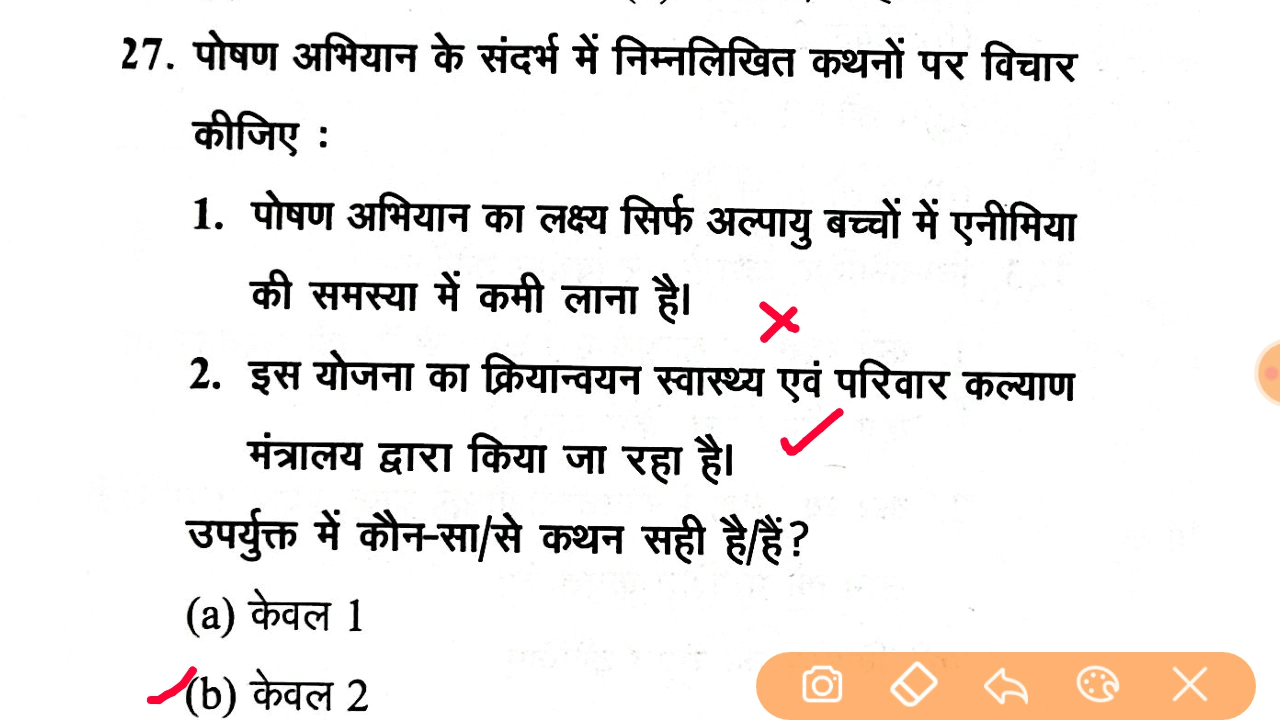 27. पोषण अभियान के संदर्भ में निम्नलिखित कथनों पर विचार
कीजिए :
1. पोषण अभियान का लक्ष्य सिर्फ अल्पायु बच्चों में एनीमिया
की समस्या में कमी लाना है।
2. इस योजना का क्रियान्वयन स्वास्थ्य एवं परिवार कल्याण
मंत्रालय द्वारा किया जा रहा है।
उपर्युक्त में कौन-सा/से कथन सही है/हैं?
(a) केवल 1
(b) केवल 2